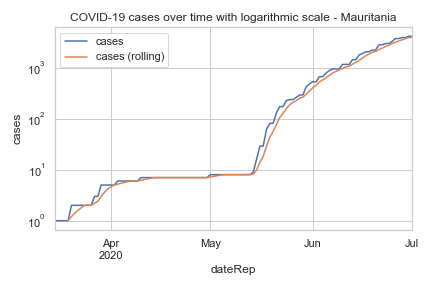 COVID-19 cases over time with logarithmic scale - Mauritania
cases
cases (rolling)
10³
10²
10¹
10⁰
cases
Apr
2020
May
Jun
Jul
dateRep